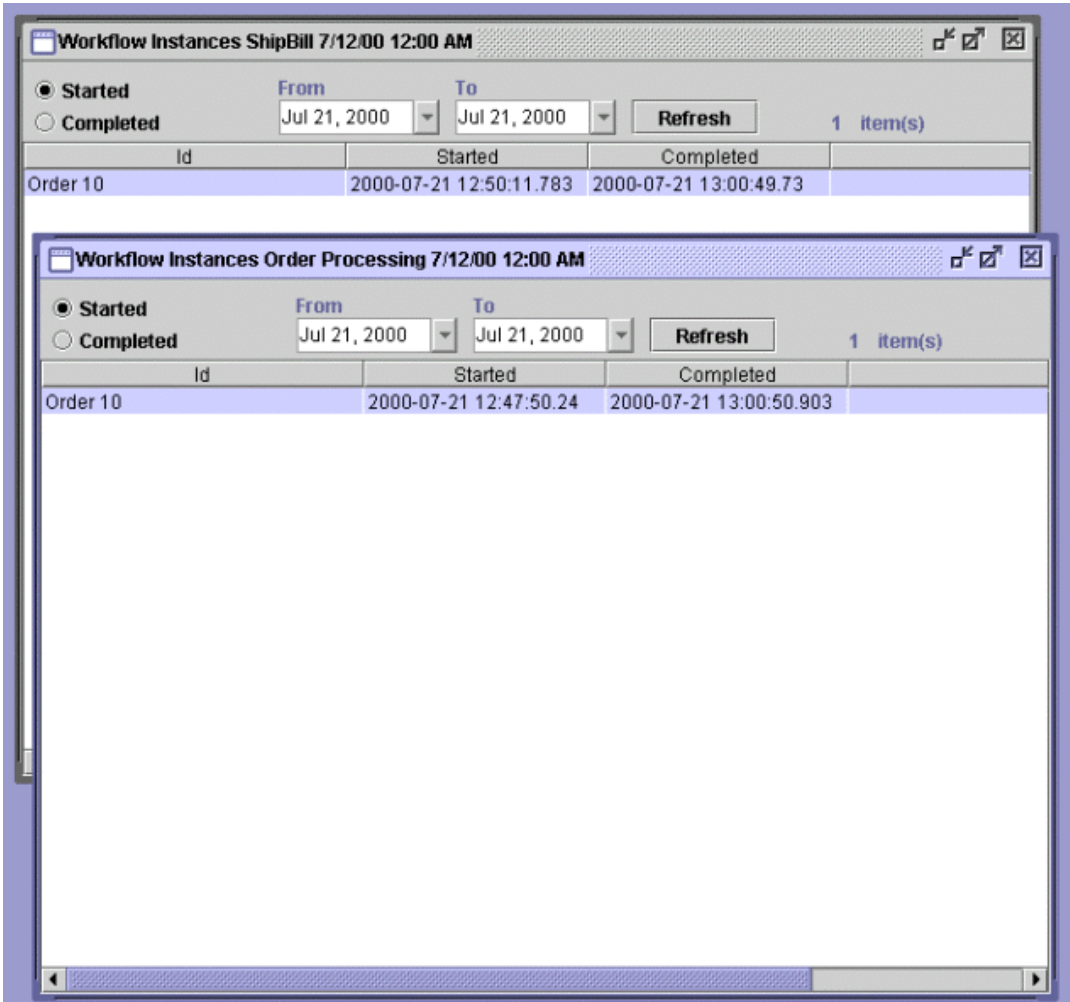 Workflow Instances ShipBill 7/12/00 12:00 AM
Started
Completed
From
To
Jul 21, 2000
Jul 21, 2000
Refresh
1 item(s)
Id Started Completed
Order 10 2000-07-21 12:50:11.783 2000-07-21 13:00:49.73
Workflow Instances Order Processing 7/12/00 12:00 AM
Started
Completed
From
To
Jul 21, 2000
Jul 21, 2000
Refresh
1 item(s)
Id Started Completed
Order 10 2000-07-21 12:47:50.24 2000-07-21 13:00:50.903